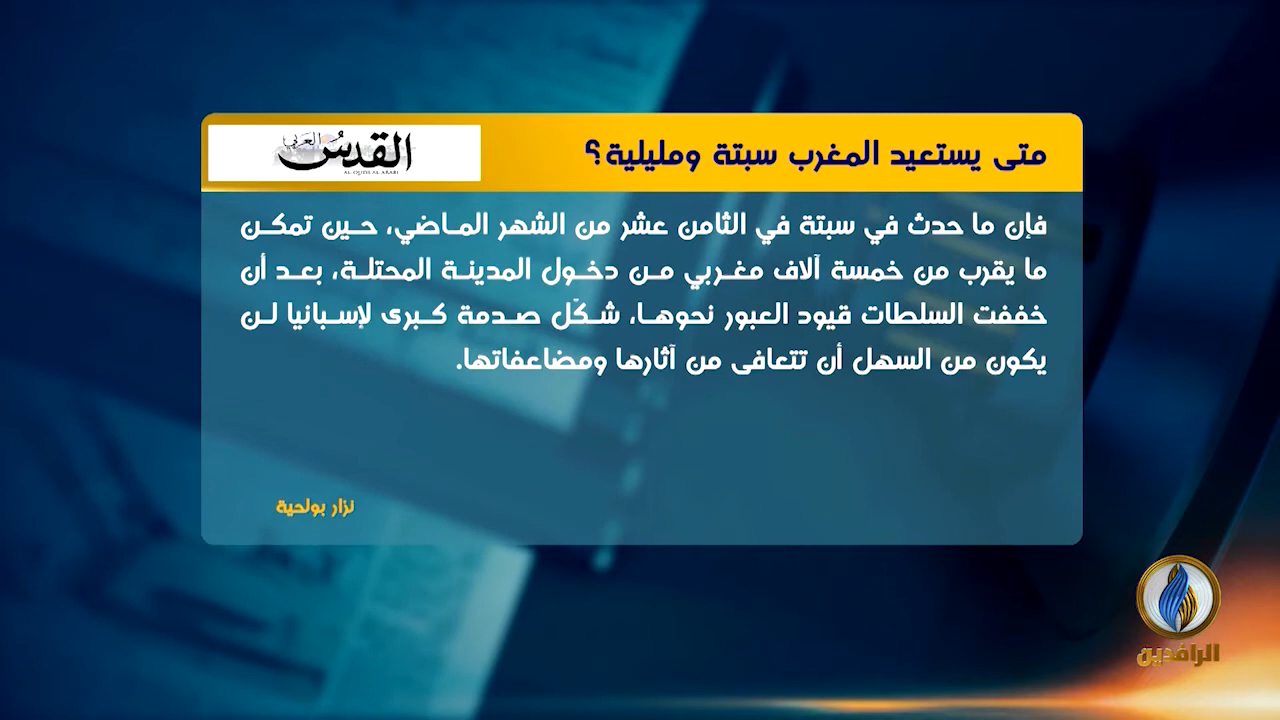 متى يستعيد المغرب سبتة ومليلية؟
القدس العربي
AL-QUDS AL-ARABI
فإن ما حدث في سبتة في الثامن عشر من الشهر الماضي، حين تمكن
ما يقرب من خمسة آلاف مغربي من دخول المدينة المحتلة، بعد أن
خففت السلطات قيود العبور نحوها، شكّل صدمة كبرى لإسبانيا لن
يكون من السهل أن تتعافى من آثارها ومضاعفاتها.
نزار بولحية
الرافدين